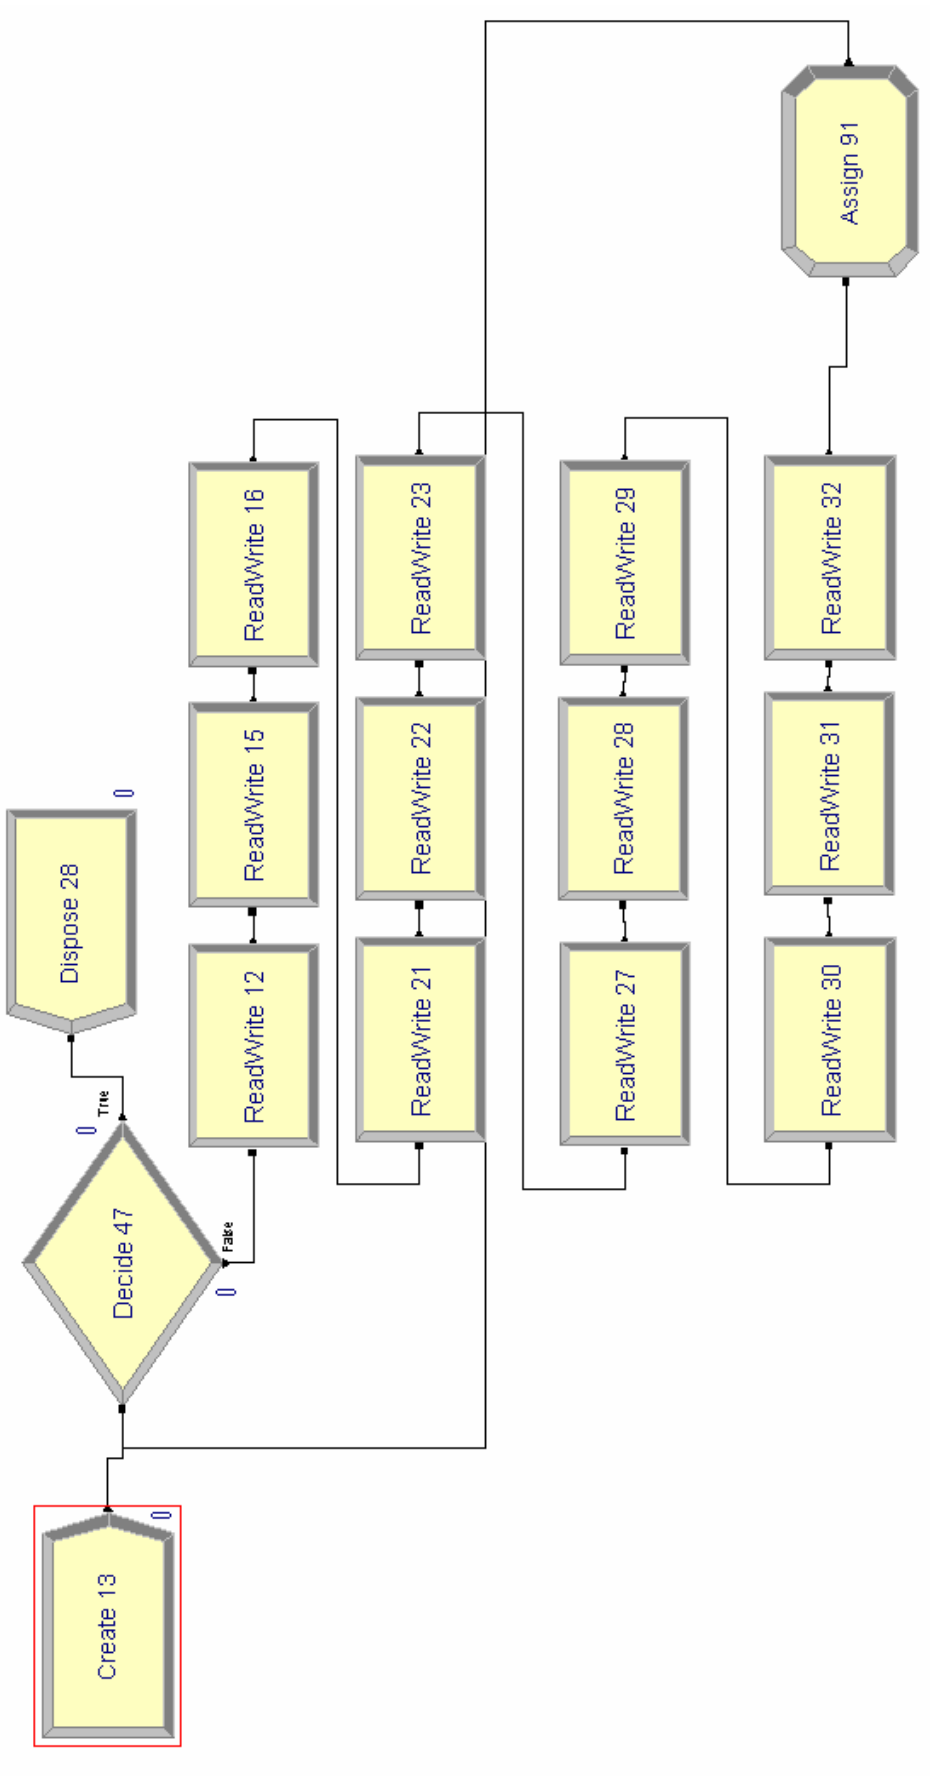 Create 13
0
Decide 47
0
True
0
False
Dispose 28
0
ReadWrite 12
ReadWrite 15
ReadWrite 16
ReadWrite 21
ReadWrite 22
ReadWrite 23
ReadWrite 27
ReadWrite 28
ReadWrite 29
ReadWrite 30
ReadWrite 31
ReadWrite 32
Assign 91